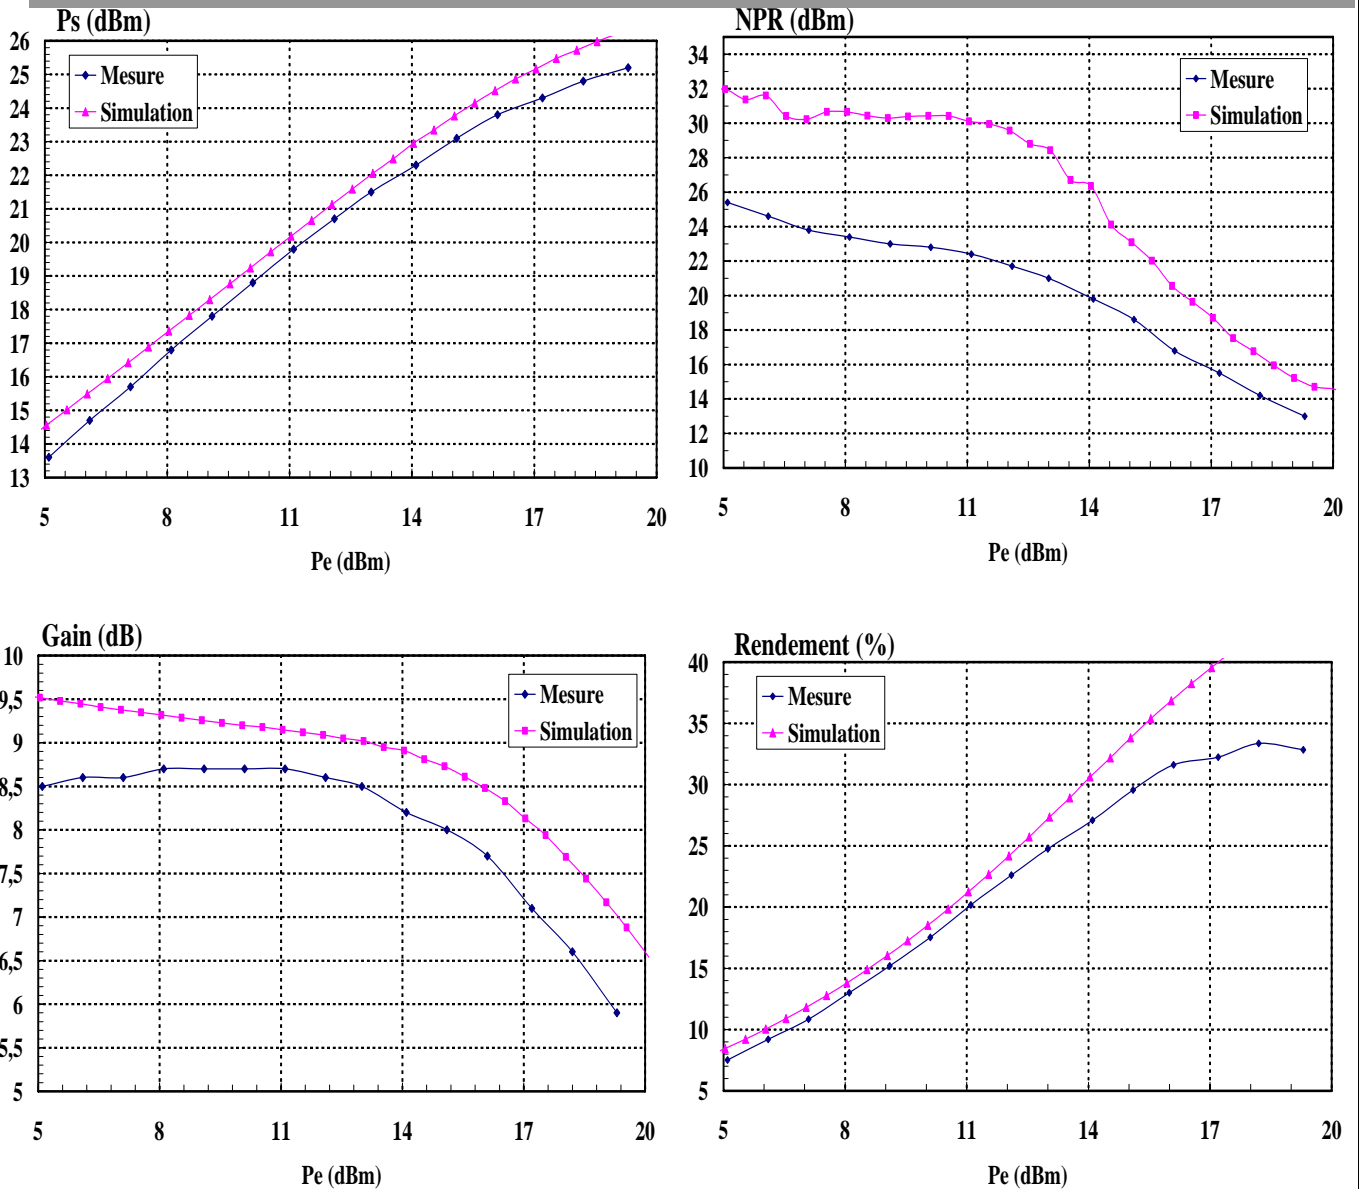 Ps (dBm)
26
25
24
23
22
21
20
19
18
17
16
15
14
13
Mesure
Simulation
5 8 11 14 17 20
Pe (dBm)
NPR (dBm)
34
32
30
28
26
24
22
20
18
16
14
12
10
Mesure
Simulation
5 8 11 14 17 20
Pe (dBm)
Gain (dB)
10
9,5
9
8,5
8
7,5
7
6,5
6
5,5
5
Mesure
Simulation
5 8 11 14 17 20
Pe (dBm)
Rendement (%)
40
35
30
25
20
15
10
5
Mesure
Simulation
5 8 11 14 17 20
Pe (dBm)